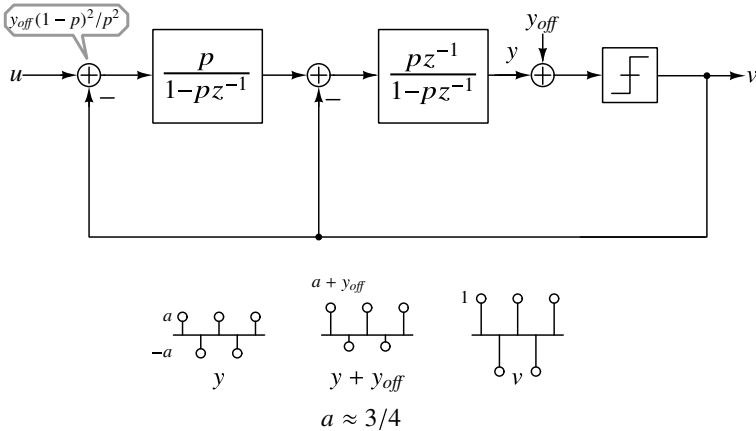 y_off(1 − p)²/p²
y_off
u
−
p
1−pz⁻¹
−
pz⁻¹
1−pz⁻¹
y
v
a + y_off
a
−a
1
y
y + y_off
v
a ≈ 3/4